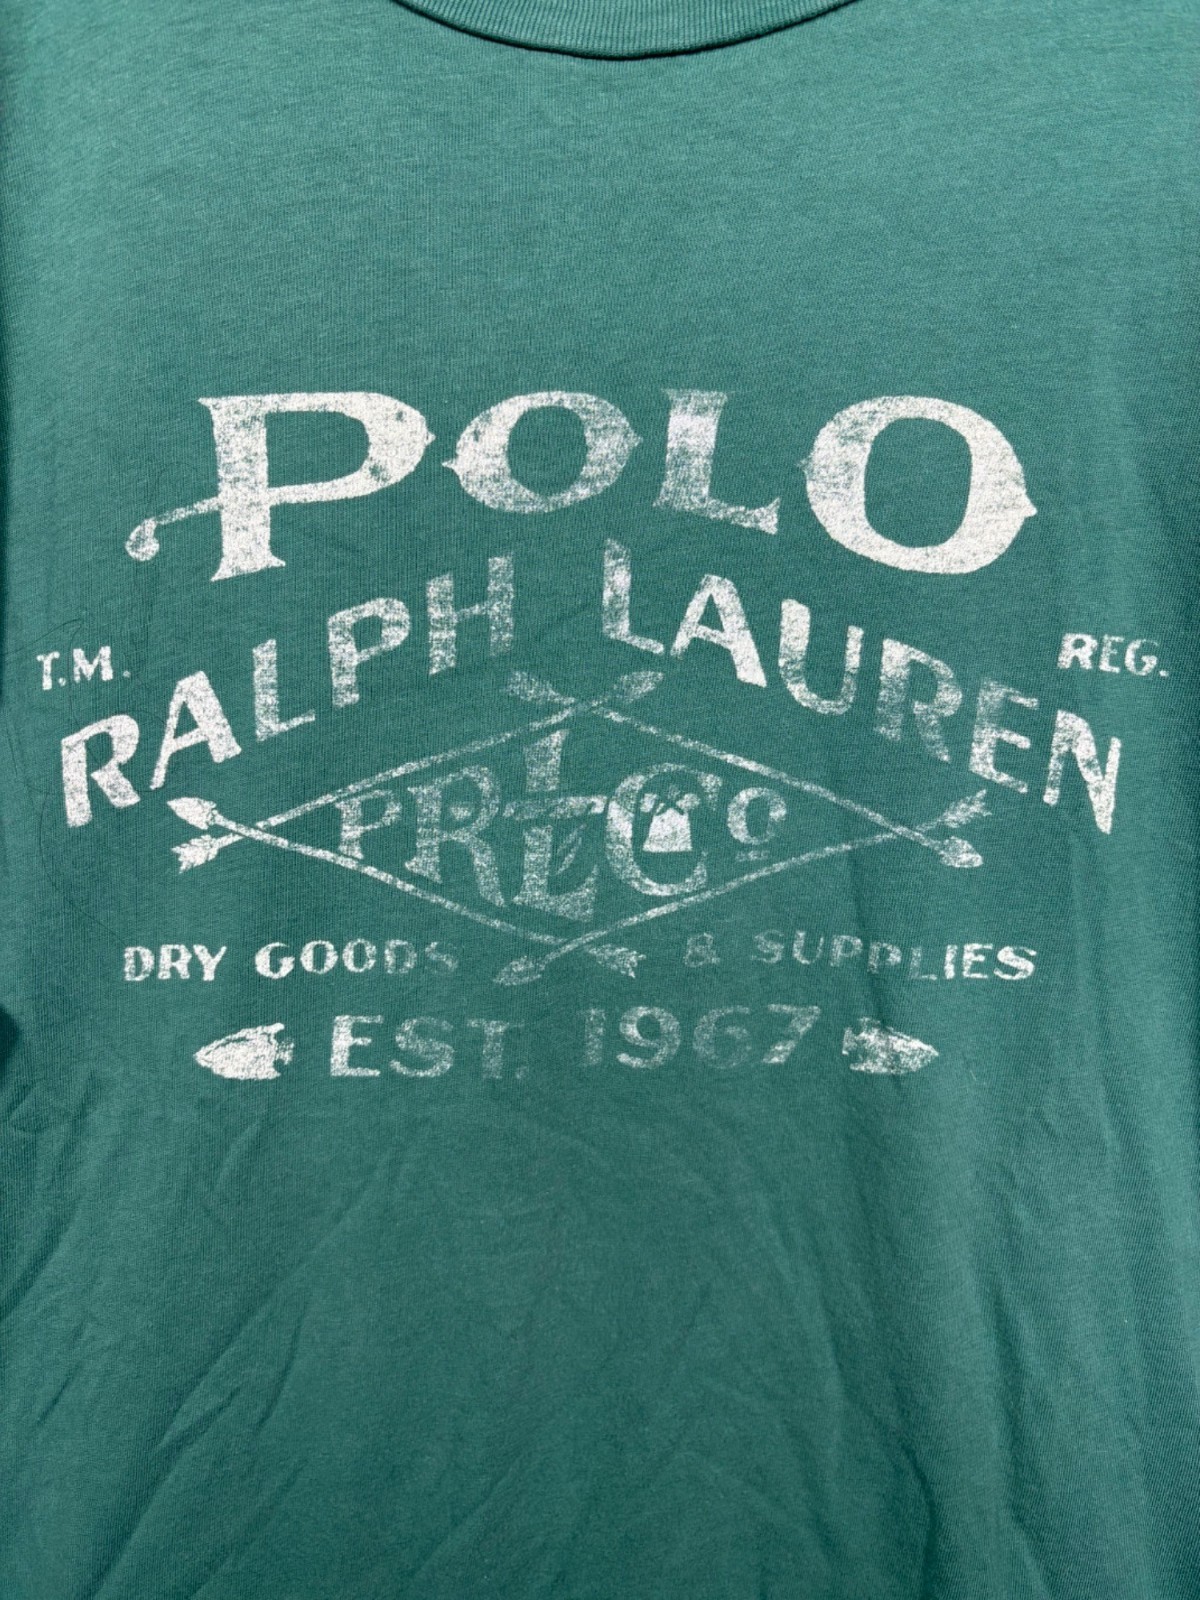 POLO
RALPH LAUREN
T.M.
REG.
PRLCo
DRY GOODS & SUPPLIES
EST. 1967